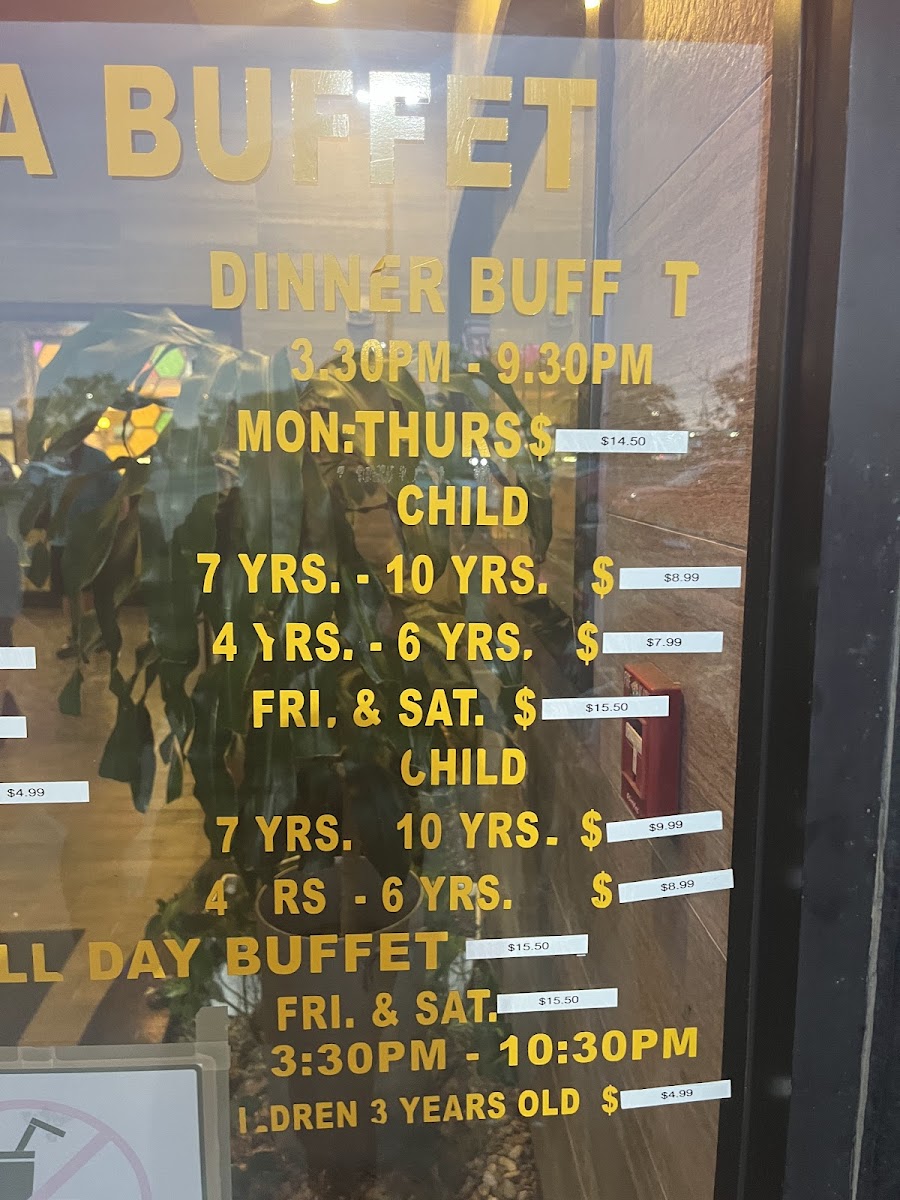 A BUFFET
DINNER BUFF T
3.30PM - 9.30PM
MON:THURS $ $14.50
CHILD
7 YRS. - 10 YRS. $ $8.99
4 YRS. - 6 YRS. $ $7.99
FRI. & SAT. $ $15.50
CHILD
$4.99
7 YRS. 10 YRS. $ $9.99
4 RS - 6 YRS. $ $8.99
LL DAY BUFFET $15.50
FRI. & SAT. $15.50
3:30PM - 10:30PM
LDREN 3 YEARS OLD $ $4.99